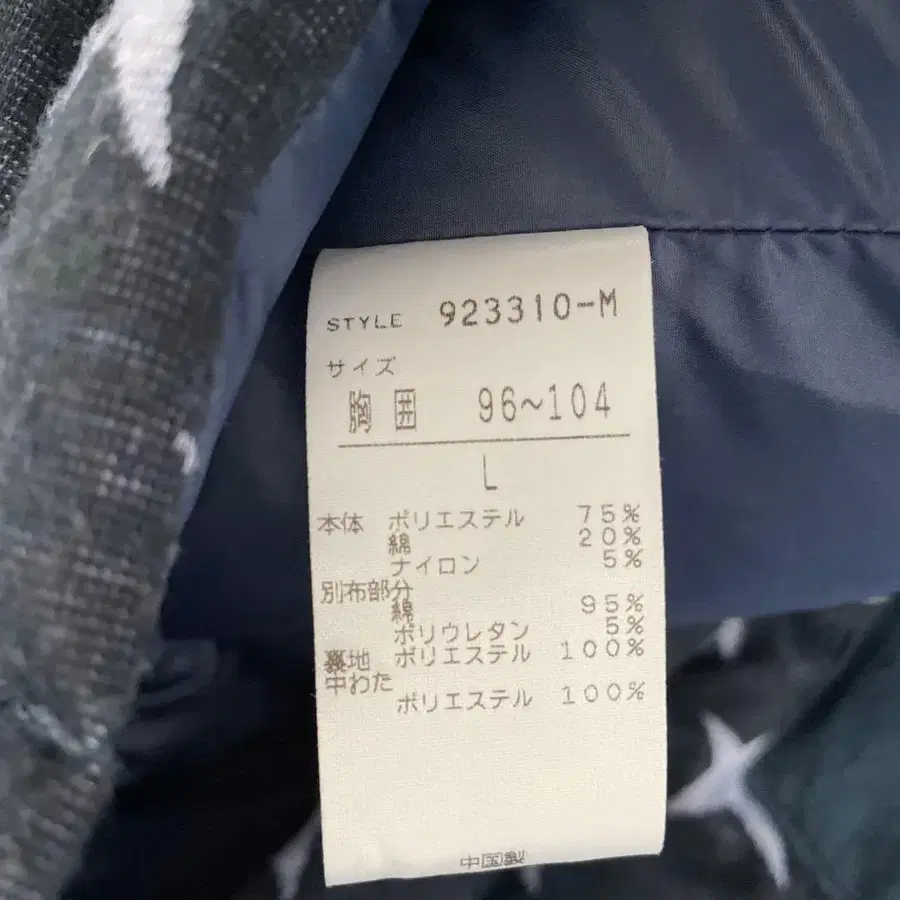 STYLE 923310-M
サイズ
胸囲 96~104
L
本体 ポリエステル 75%
綿 20%
ナイロン 5%
別布部分
綿 95%
ポリウレタン 5%
裏地 ポリエステル 100%
中わた
ポリエステル 100%
中国製